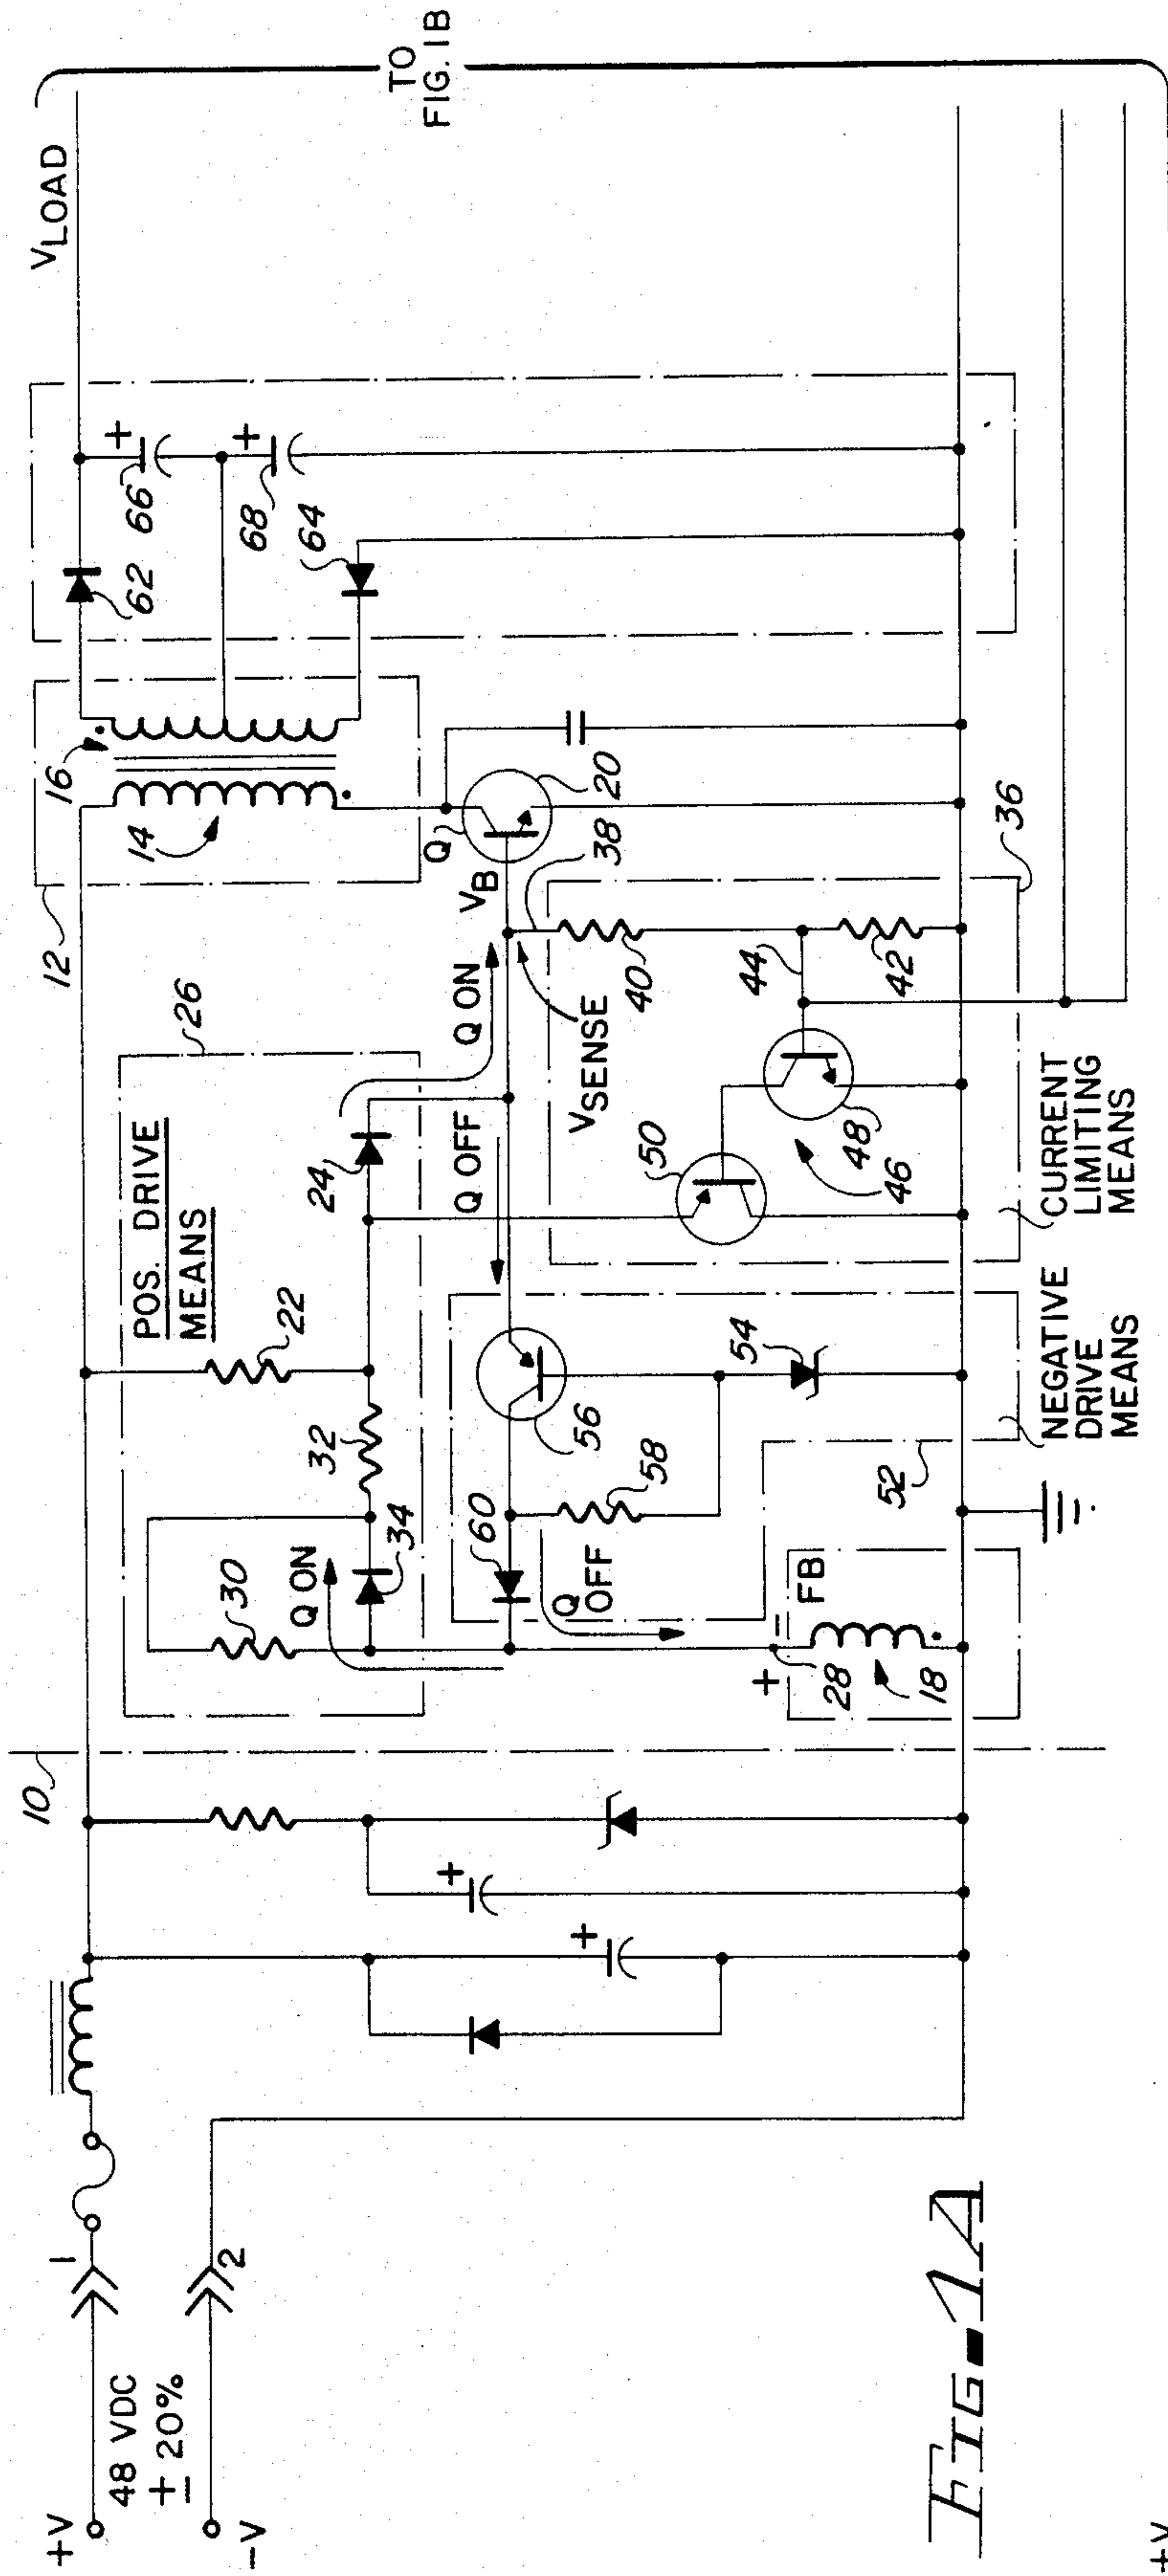 +V
48 VDC
± 20%
-V
1
2
10
12
14
16
POS. DRIVE
MEANS
26
22
24
30
32
34
Q ON
Q ON
Q OFF
Q
OFF
VB
Q
20
VSENSE
38
40
42
44
46
48
50
36
CURRENT
LIMITING
MEANS
52
54
56
58
60
NEGATIVE
DRIVE
MEANS
FB
+
-
28
18
+
+
62
64
+
66
+
68
VLOAD
TO
FIG. 1B
FIG-1A
+V